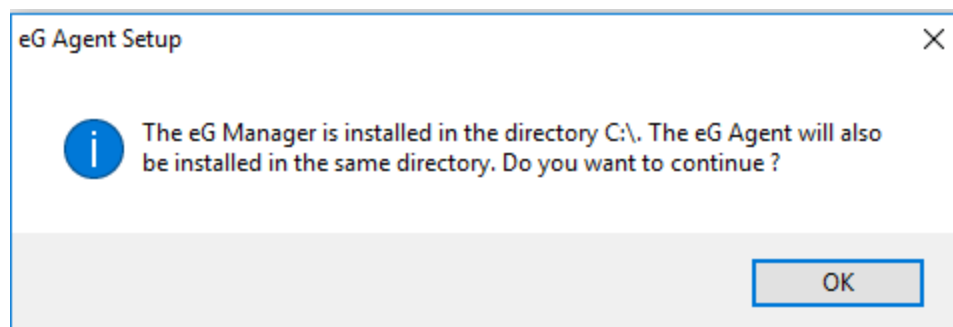 eG Agent Setup
The eG Manager is installed in the directory C:\. The eG Agent will also
be installed in the same directory. Do you want to continue ?
OK